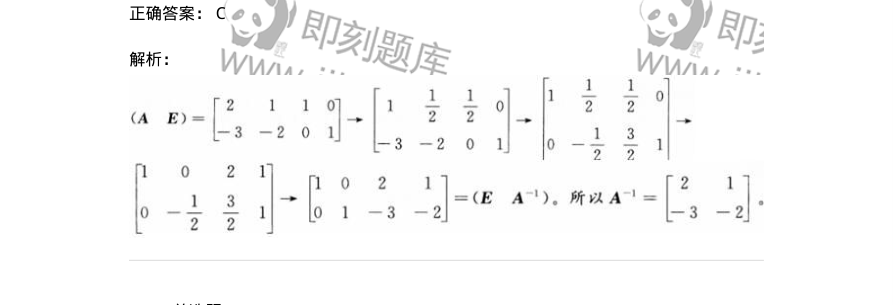 正确答案： C
即刻题库
即
解析：
WWW.
WW
(A E) = [2 1 1 0; -3 -2 0 1] → [1 1/2 1/2 0; -3 -2 0 1] → [1 1/2 1/2 0; 0 -1/2 3/2 1] →
[1 0 2 1; 0 -1/2 3/2 1] → [1 0 2 1; 0 1 -3 -2] = (E A⁻¹)。所以 A⁻¹ = [2 1; -3 -2]。